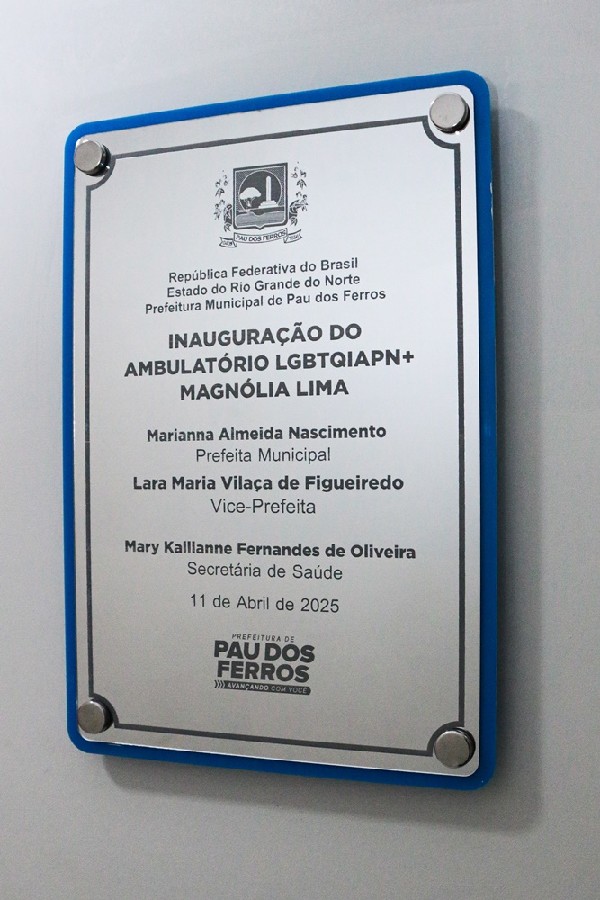 PAU DOS FERROS
República Federativa do Brasil
Estado do Rio Grande do Norte
Prefeitura Municipal de Pau dos Ferros
INAUGURAÇÃO DO
AMBULATÓRIO LGBTQIAPN+
MAGNÓLIA LIMA
Marianna Almeida Nascimento
Prefeita Municipal
Lara Maria Vilaça de Figueiredo
Vice-Prefeita
Mary Kallianne Fernandes de Oliveira
Secretária de Saúde
11 de Abril de 2025
PREFEITURA DE
PAU DOS
FERROS
AVANÇANDO COM VOCÊ